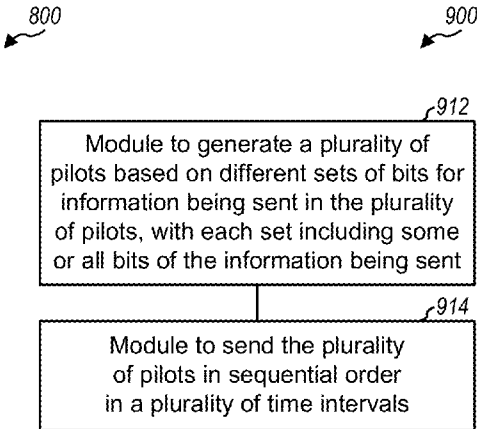 800
900
912
Module to generate a plurality of
pilots based on different sets of bits for
information being sent in the plurality
of pilots, with each set including some
or all bits of the information being sent
914
Module to send the plurality
of pilots in sequential order
in a plurality of time intervals